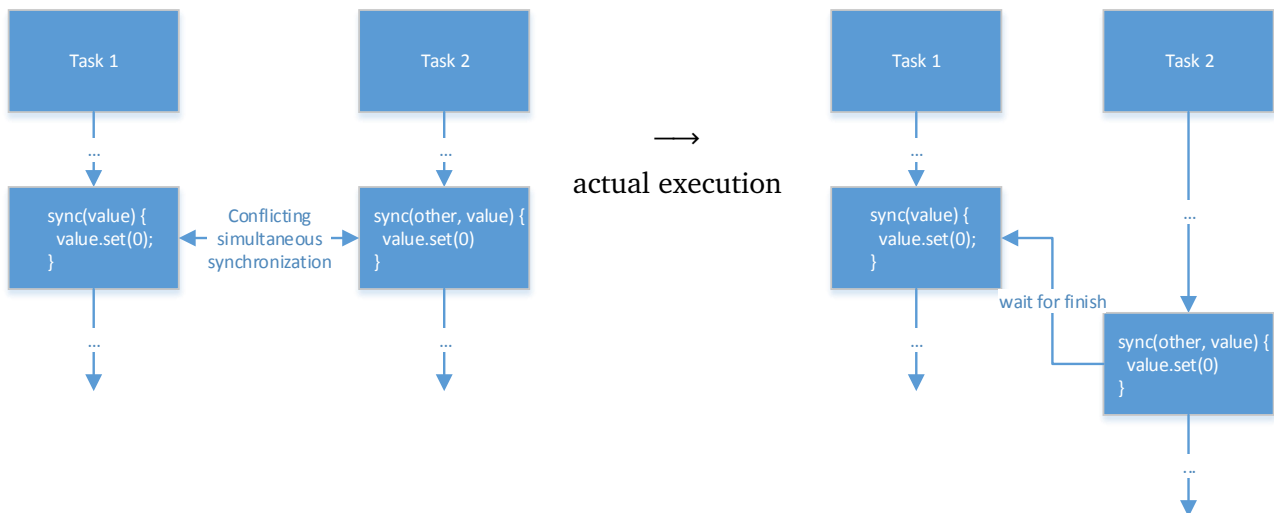 Task 1
Task 2
...
...
sync(value) {
value.set(0);
}
Conflicting
simultaneous
synchronization
sync(other, value) {
value.set(0)
}
...
...
⟶
actual execution
Task 1
Task 2
...
...
sync(value) {
value.set(0);
}
wait for finish
...
sync(other, value) {
value.set(0)
}
...